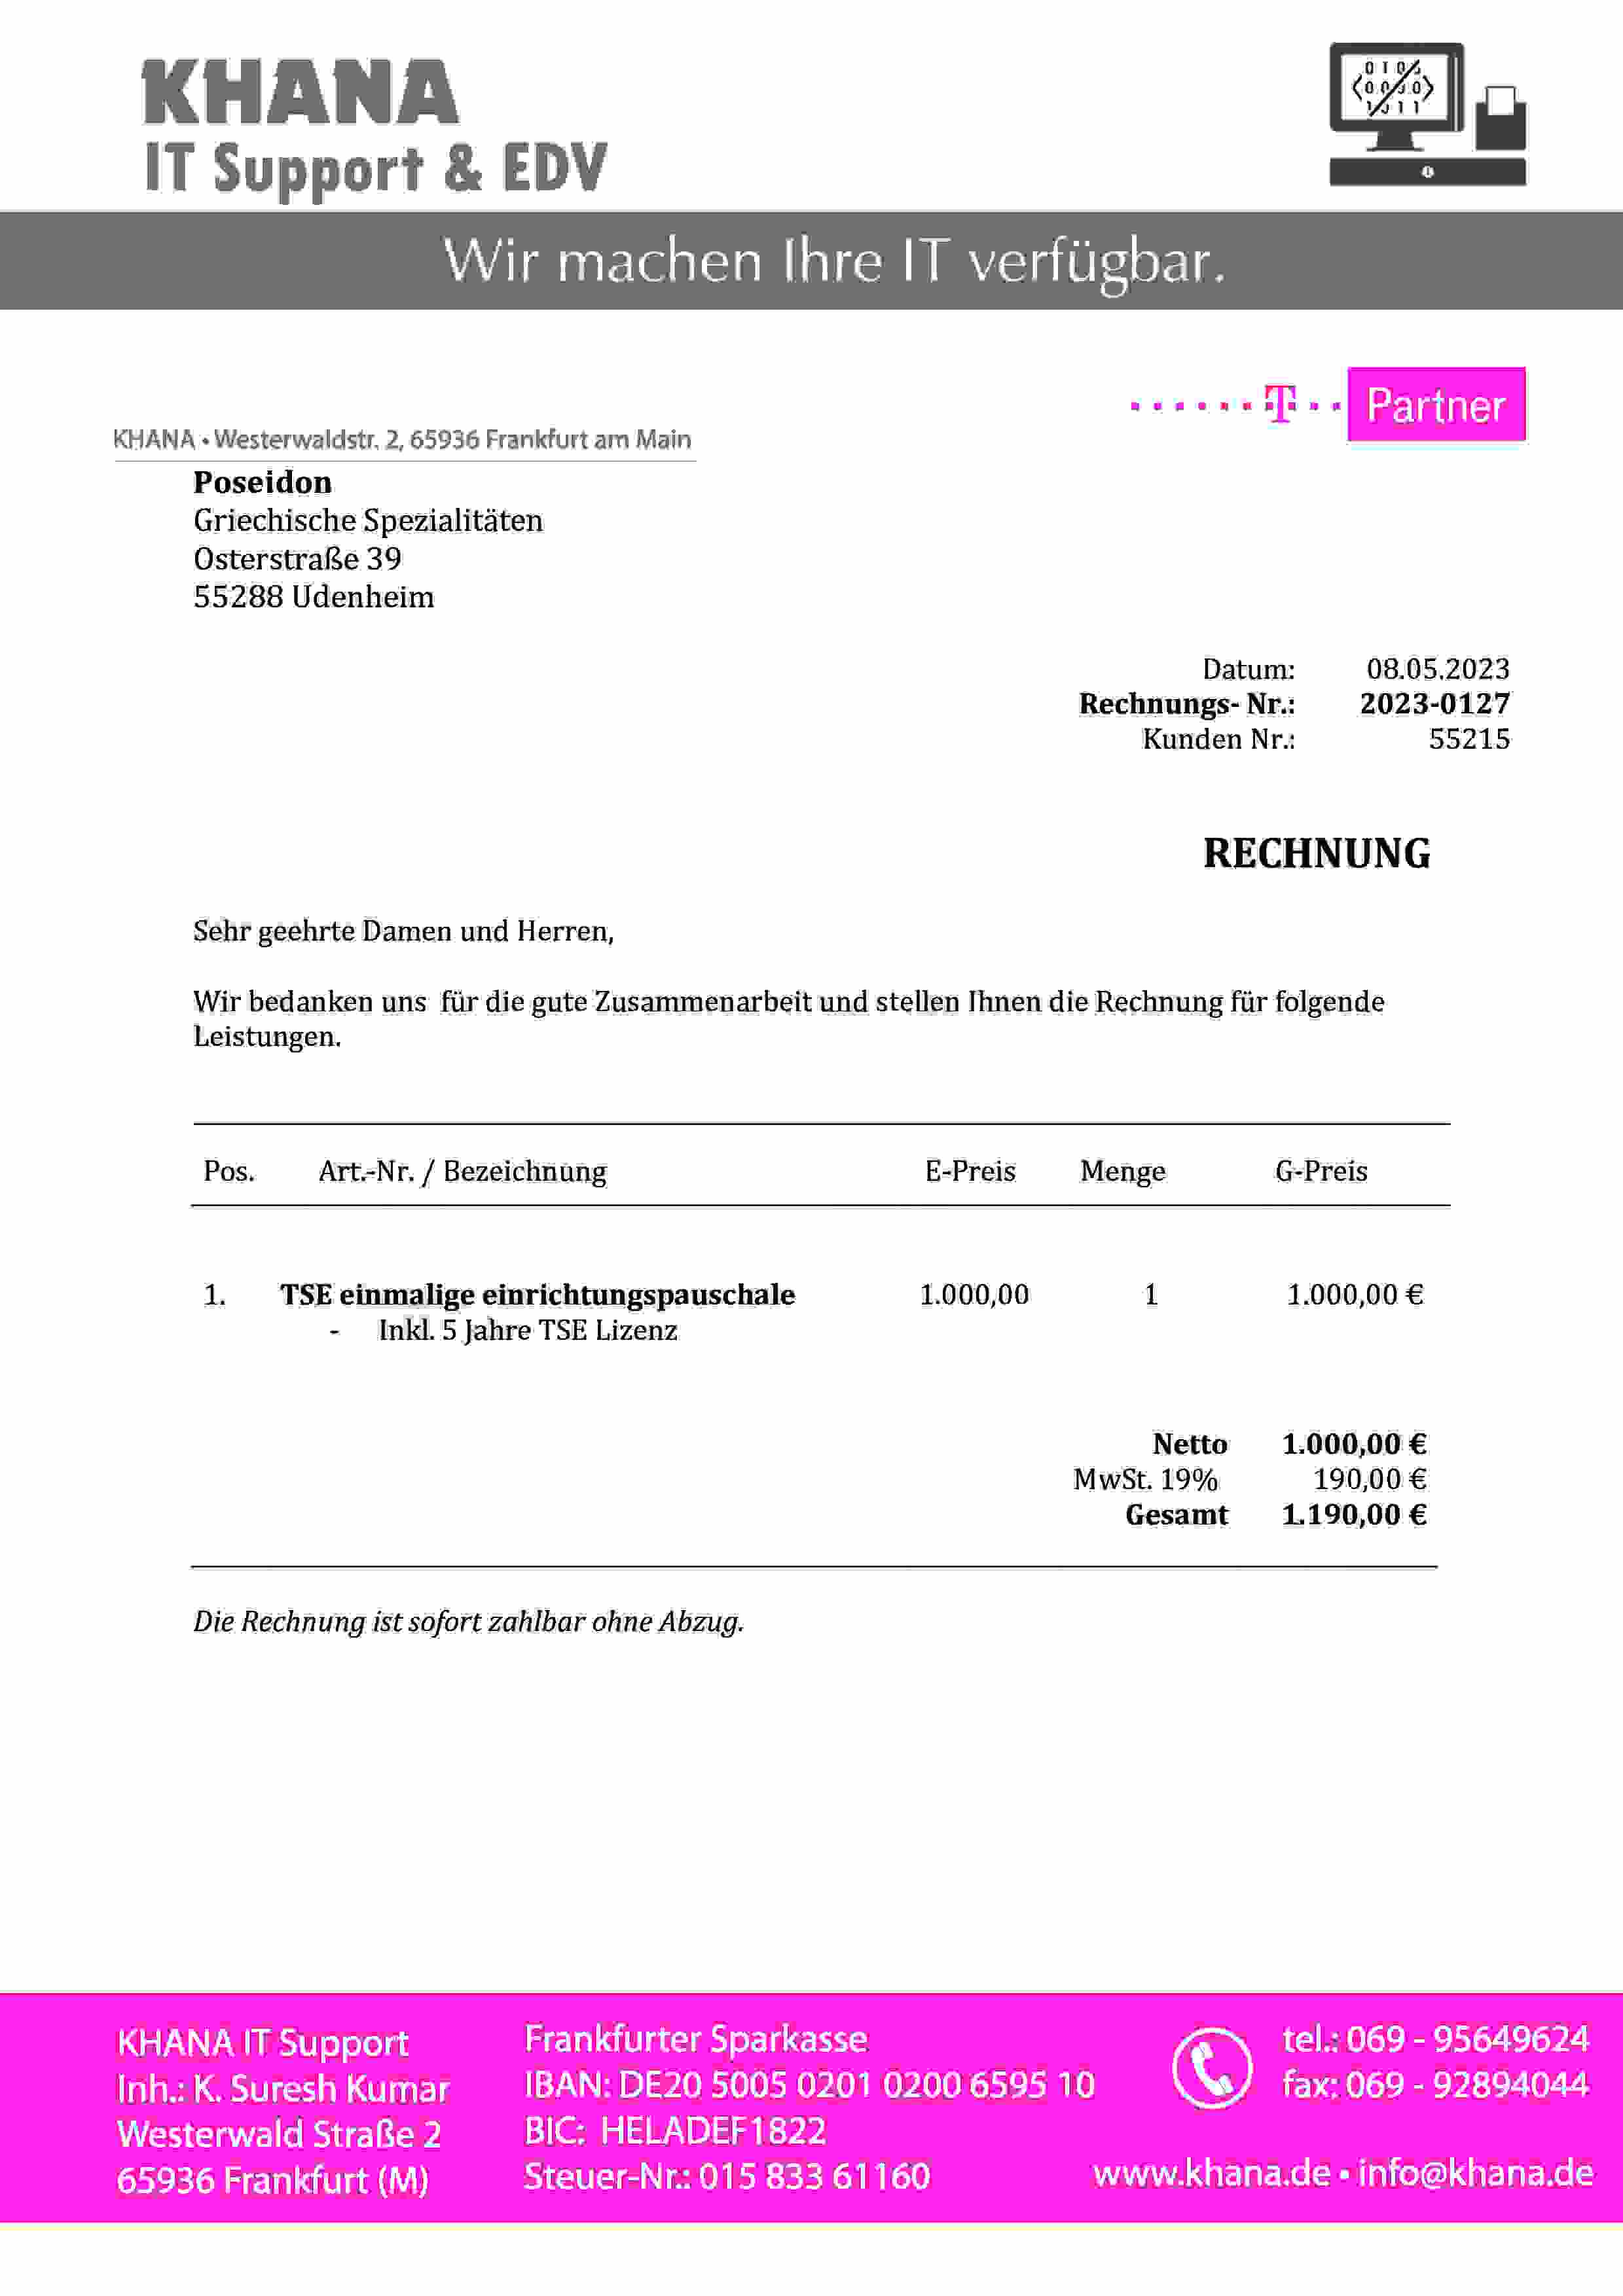 KHANA
IT Support & EDV
Wir machen Ihre IT verfügbar.
T Partner
KHANA • Westerwaldstr. 2, 65936 Frankfurt am Main
Poseidon
Griechische Spezialitäten
Osterstraße 39
55288 Udenheim
Datum: 08.05.2023
Rechnungs- Nr.: 2023-0127
Kunden Nr.: 55215
RECHNUNG
Sehr geehrte Damen und Herren,
Wir bedanken uns für die gute Zusammenarbeit und stellen Ihnen die Rechnung für folgende
Leistungen.
Pos. Art.-Nr. / Bezeichnung E-Preis Menge G-Preis
1. TSE einmalige einrichtungspauschale 1.000,00 1 1.000,00 €
- Inkl. 5 Jahre TSE Lizenz
Netto 1.000,00 €
MwSt. 19% 190,00 €
Gesamt 1.190,00 €
Die Rechnung ist sofort zahlbar ohne Abzug.
KHANA IT Support
Inh.: K. Suresh Kumar
Westerwald Straße 2
65936 Frankfurt (M)
Frankfurter Sparkasse
IBAN: DE20 5005 0201 0200 6595 10
BIC: HELADEF1822
Steuer-Nr.: 015 833 61160
tel.: 069 - 95649624
fax: 069 - 92894044
www.khana.de • info@khana.de